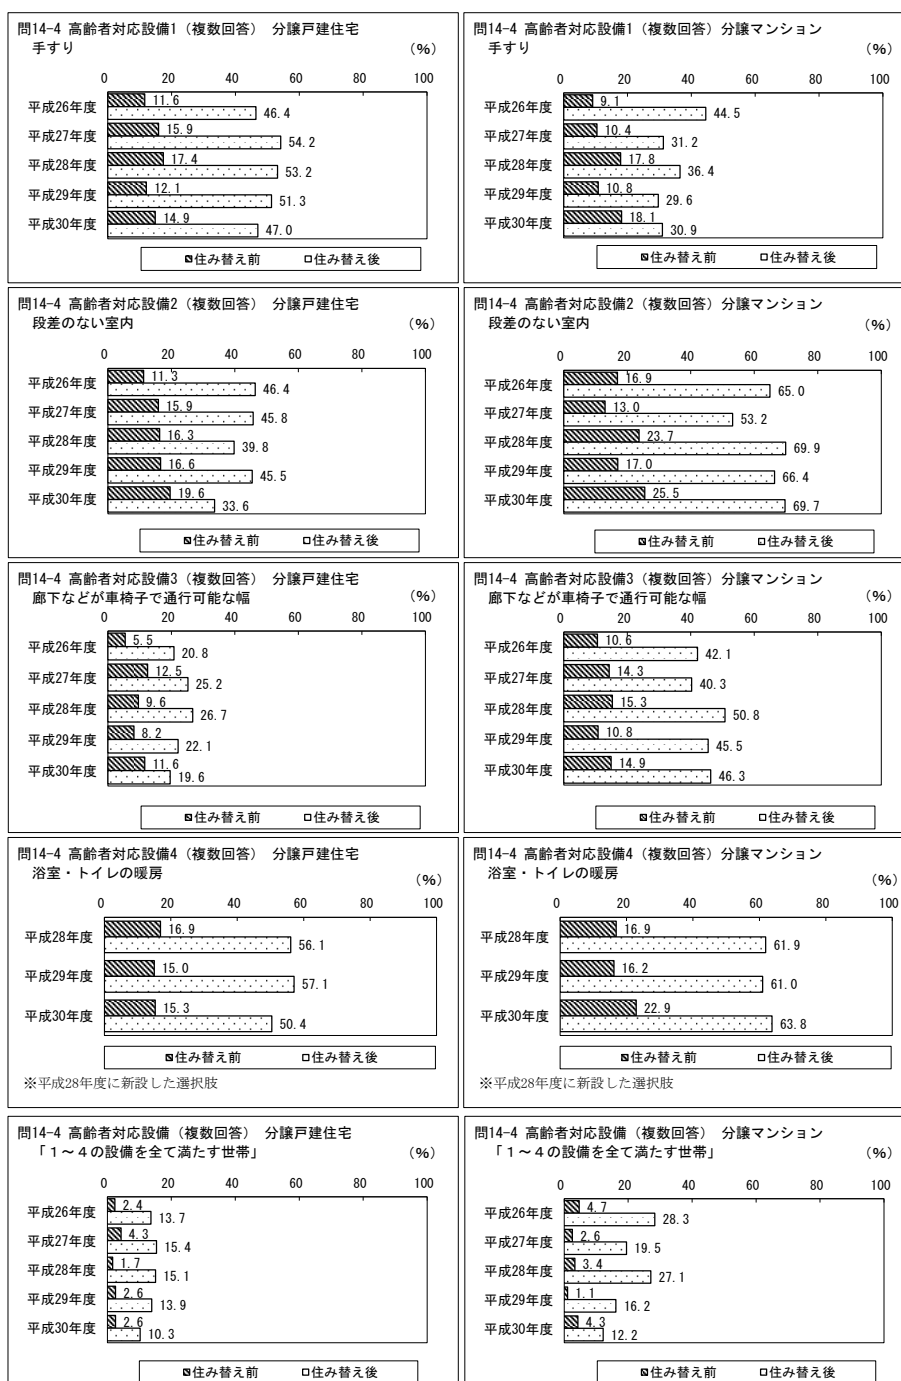 問14-4 高齢者対応設備1（複数回答） 分譲戸建住宅
手すり
（%）
0 20 40 60 80 100
平成26年度 11.6 46.4
平成27年度 15.9 54.2
平成28年度 17.4 53.2
平成29年度 12.1 51.3
平成30年度 14.9 47.0
住み替え前 住み替え後
問14-4 高齢者対応設備1（複数回答）分譲マンション
手すり
（%）
0 20 40 60 80 100
平成26年度 9.1 44.5
平成27年度 10.4 31.2
平成28年度 17.8 36.4
平成29年度 10.8 29.6
平成30年度 18.1 30.9
住み替え前 住み替え後
問14-4 高齢者対応設備2（複数回答） 分譲戸建住宅
段差のない室内
（%）
0 20 40 60 80 100
平成26年度 11.3 46.4
平成27年度 15.9 45.8
平成28年度 16.3 39.8
平成29年度 16.6 45.5
平成30年度 19.6 33.6
住み替え前 住み替え後
問14-4 高齢者対応設備2（複数回答）分譲マンション
段差のない室内
（%）
0 20 40 60 80 100
平成26年度 16.9 65.0
平成27年度 13.0 53.2
平成28年度 23.7 69.9
平成29年度 17.0 66.4
平成30年度 25.5 69.7
住み替え前 住み替え後
問14-4 高齢者対応設備3（複数回答） 分譲戸建住宅
廊下などが車椅子で通行可能な幅
（%）
0 20 40 60 80 100
平成26年度 5.5 20.8
平成27年度 12.5 25.2
平成28年度 9.6 26.7
平成29年度 8.2 22.1
平成30年度 11.6 19.6
住み替え前 住み替え後
問14-4 高齢者対応設備3（複数回答）分譲マンション
廊下などが車椅子で通行可能な幅
（%）
0 20 40 60 80 100
平成26年度 10.6 42.1
平成27年度 14.3 40.3
平成28年度 15.3 50.8
平成29年度 10.8 45.5
平成30年度 14.9 46.3
住み替え前 住み替え後
問14-4 高齢者対応設備4（複数回答） 分譲戸建住宅
浴室・トイレの暖房
（%）
0 20 40 60 80 100
平成28年度 16.9 56.1
平成29年度 15.0 57.1
平成30年度 15.3 50.4
住み替え前 住み替え後
※平成28年度に新設した選択肢
問14-4 高齢者対応設備4（複数回答）分譲マンション
浴室・トイレの暖房
（%）
0 20 40 60 80 100
平成28年度 16.9 61.9
平成29年度 16.2 61.0
平成30年度 22.9 63.8
住み替え前 住み替え後
※平成28年度に新設した選択肢
問14-4 高齢者対応設備（複数回答） 分譲戸建住宅
「１～４の設備を全て満たす世帯」
（%）
0 20 40 60 80 100
平成26年度 2.4 13.7
平成27年度 4.3 15.4
平成28年度 1.7 15.1
平成29年度 2.6 13.9
平成30年度 2.6 10.3
住み替え前 住み替え後
問14-4 高齢者対応設備（複数回答） 分譲マンション
「１～４の設備を全て満たす世帯」
（%）
0 20 40 60 80 100
平成26年度 4.7 28.3
平成27年度 2.6 19.5
平成28年度 3.4 27.1
平成29年度 1.1 16.2
平成30年度 4.3 12.2
住み替え前 住み替え後